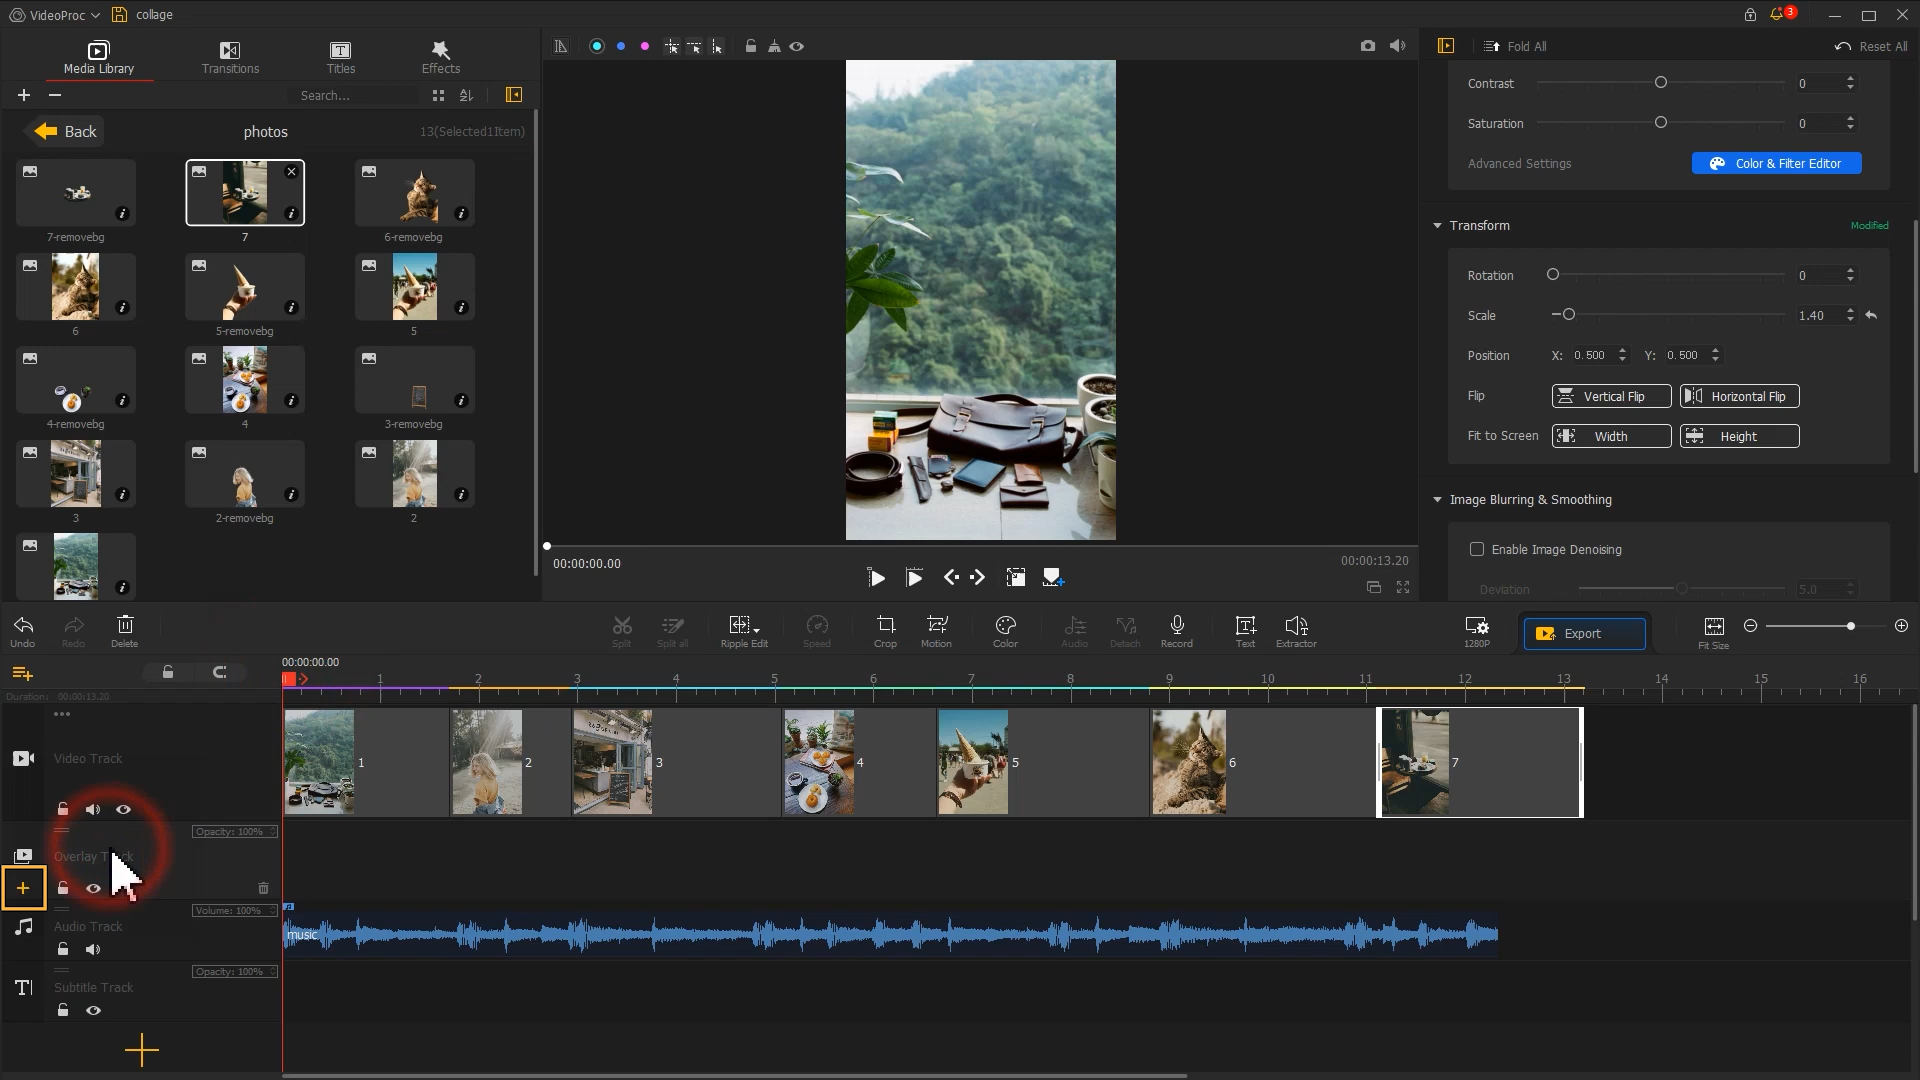 VideoProc
collage
3
Media Library
Transitions
Titles
Effects
Fold All
Reset All
Search...
Back
photos
13(Selected1Item)
7-removebg
7
6-removebg
6
5-removebg
5
4-removebg
4
3-removebg
3
2-removebg
2
00:00:00.00
00:00:13.20
Contrast
0
Saturation
0
Advanced Settings
Color & Filter Editor
Transform
Modified
Rotation
0
Scale
1.40
Position
X: 0.500
Y: 0.500
Flip
Vertical Flip
Horizontal Flip
Fit to Screen
Width
Height
Image Blurring & Smoothing
Enable Image Denoising
Deviation
5.0
Undo
Redo
Delete
Split
Split all
Ripple Edit
Speed
Crop
Motion
Color
Audio
Detach
Record
Text
Extractor
1280P
Export
Fit Size
00:00:00.00
1 2 3 4 5 6 7 8 9 10 11 12 13 14 15 16
Duration: 00:00:13.20
Video Track
1
2
3
4
5
6
7
Opacity: 100%
Overlay Track
Volume: 100%
Audio Track
music
Opacity: 100%
Subtitle Track